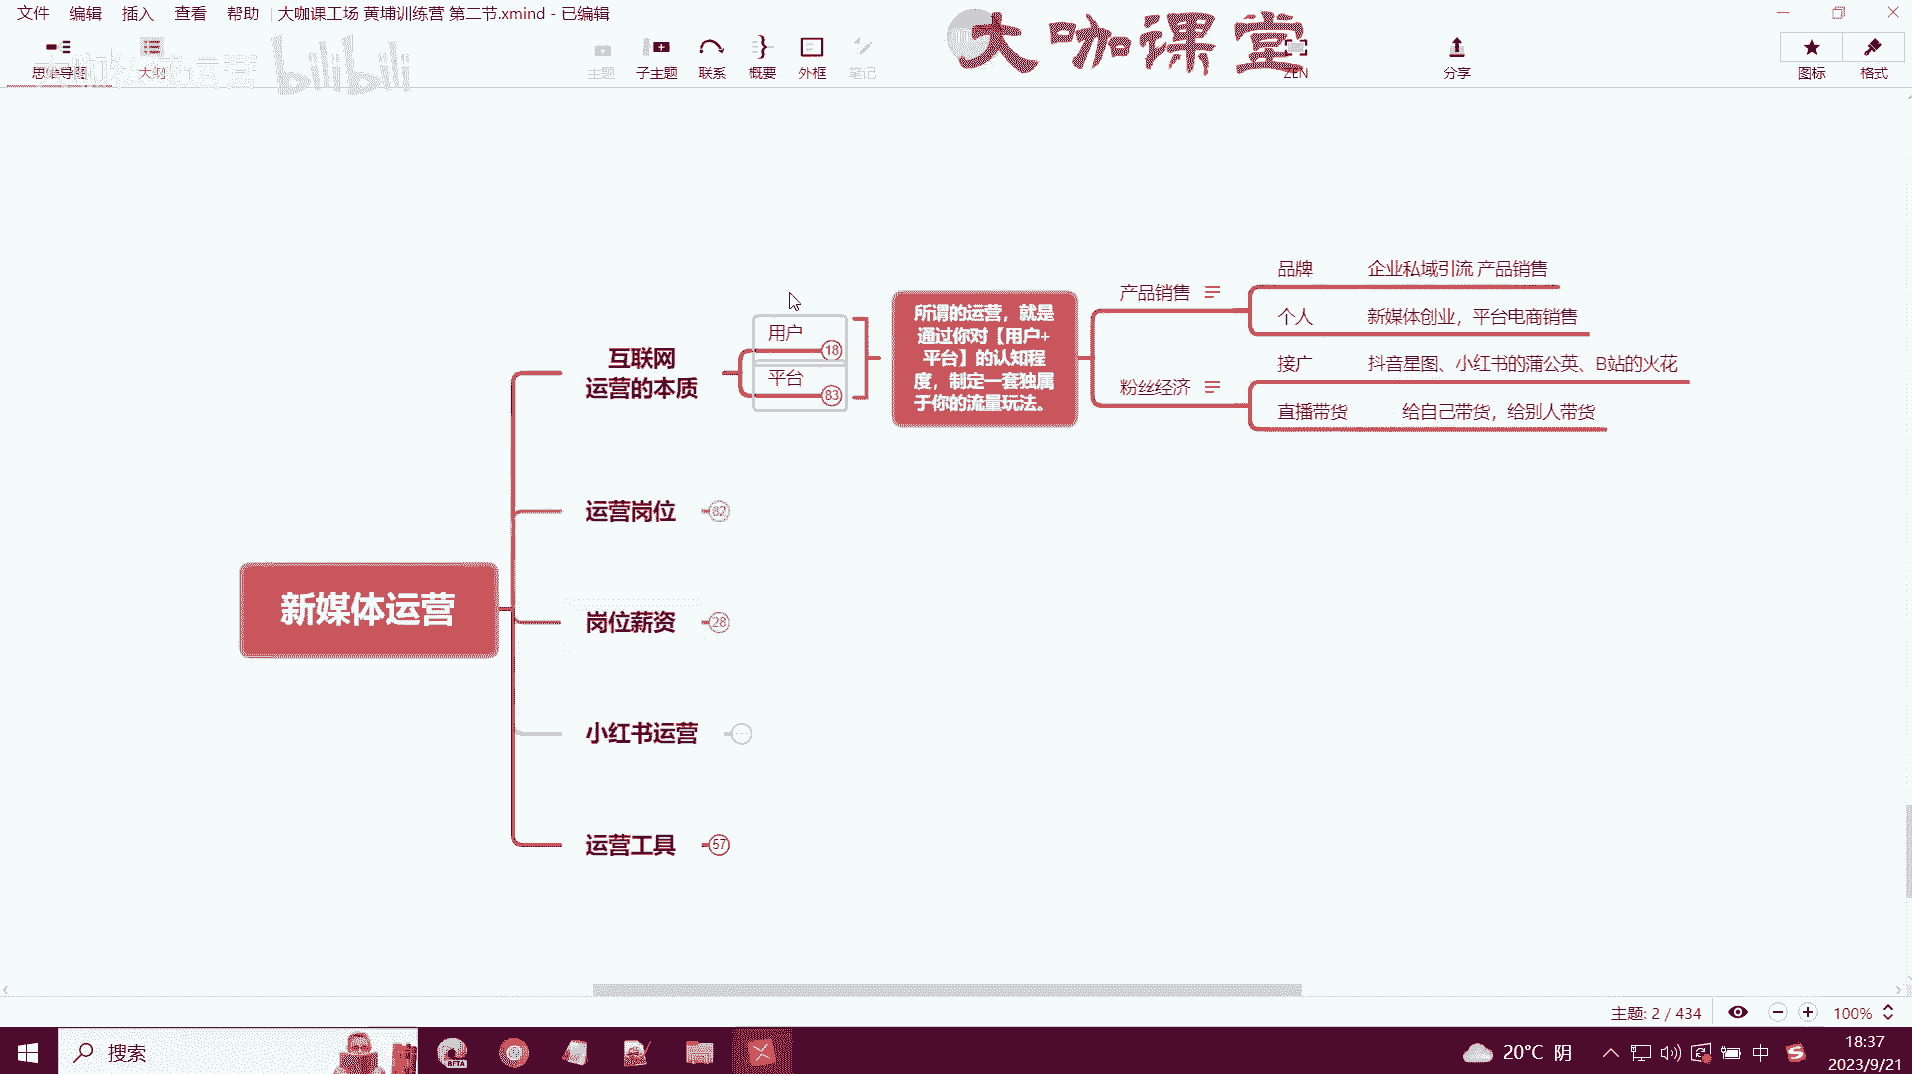 文件 编辑 插入 查看 帮助 大咖课工场 黄埔训练营 第二节.xmind - 已编辑
思维导图 大纲 主题 子主题 联系 概要 外框 笔记 ZEN 分享 图标 格式
bilibili
大咖课堂
互联网
运营的本质
用户
18
平台
83
所谓的运营，就是
通过你对【用户+
平台】的认知程
度，制定一套独属
于你的流量玩法。
产品销售
品牌 企业私域引流 产品销售
个人 新媒体创业，平台电商销售
粉丝经济
接广 抖音星图、小红书的蒲公英、B站的火花
直播带货 给自己带货，给别人带货
运营岗位 82
新媒体运营
岗位薪资 28
小红书运营
运营工具 57
主题: 2 / 434 100%
搜索
BETA
20°C 阴
中
18:37
2023/9/21